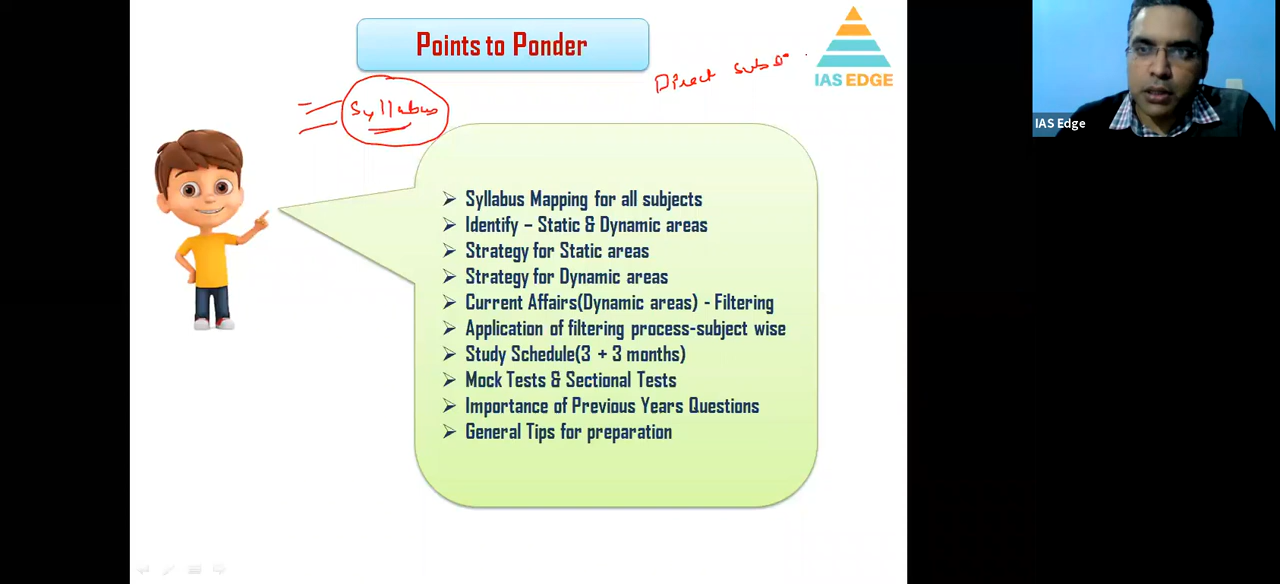 Points to Ponder
IAS EDGE
IAS Edge
Direct
Syllabus
➢ Syllabus Mapping for all subjects
➢ Identify – Static & Dynamic areas
➢ Strategy for Static areas
➢ Strategy for Dynamic areas
➢ Current Affairs(Dynamic areas) - Filtering
➢ Application of filtering process-subject wise
➢ Study Schedule(3 + 3 months)
➢ Mock Tests & Sectional Tests
➢ Importance of Previous Years Questions
➢ General Tips for preparation